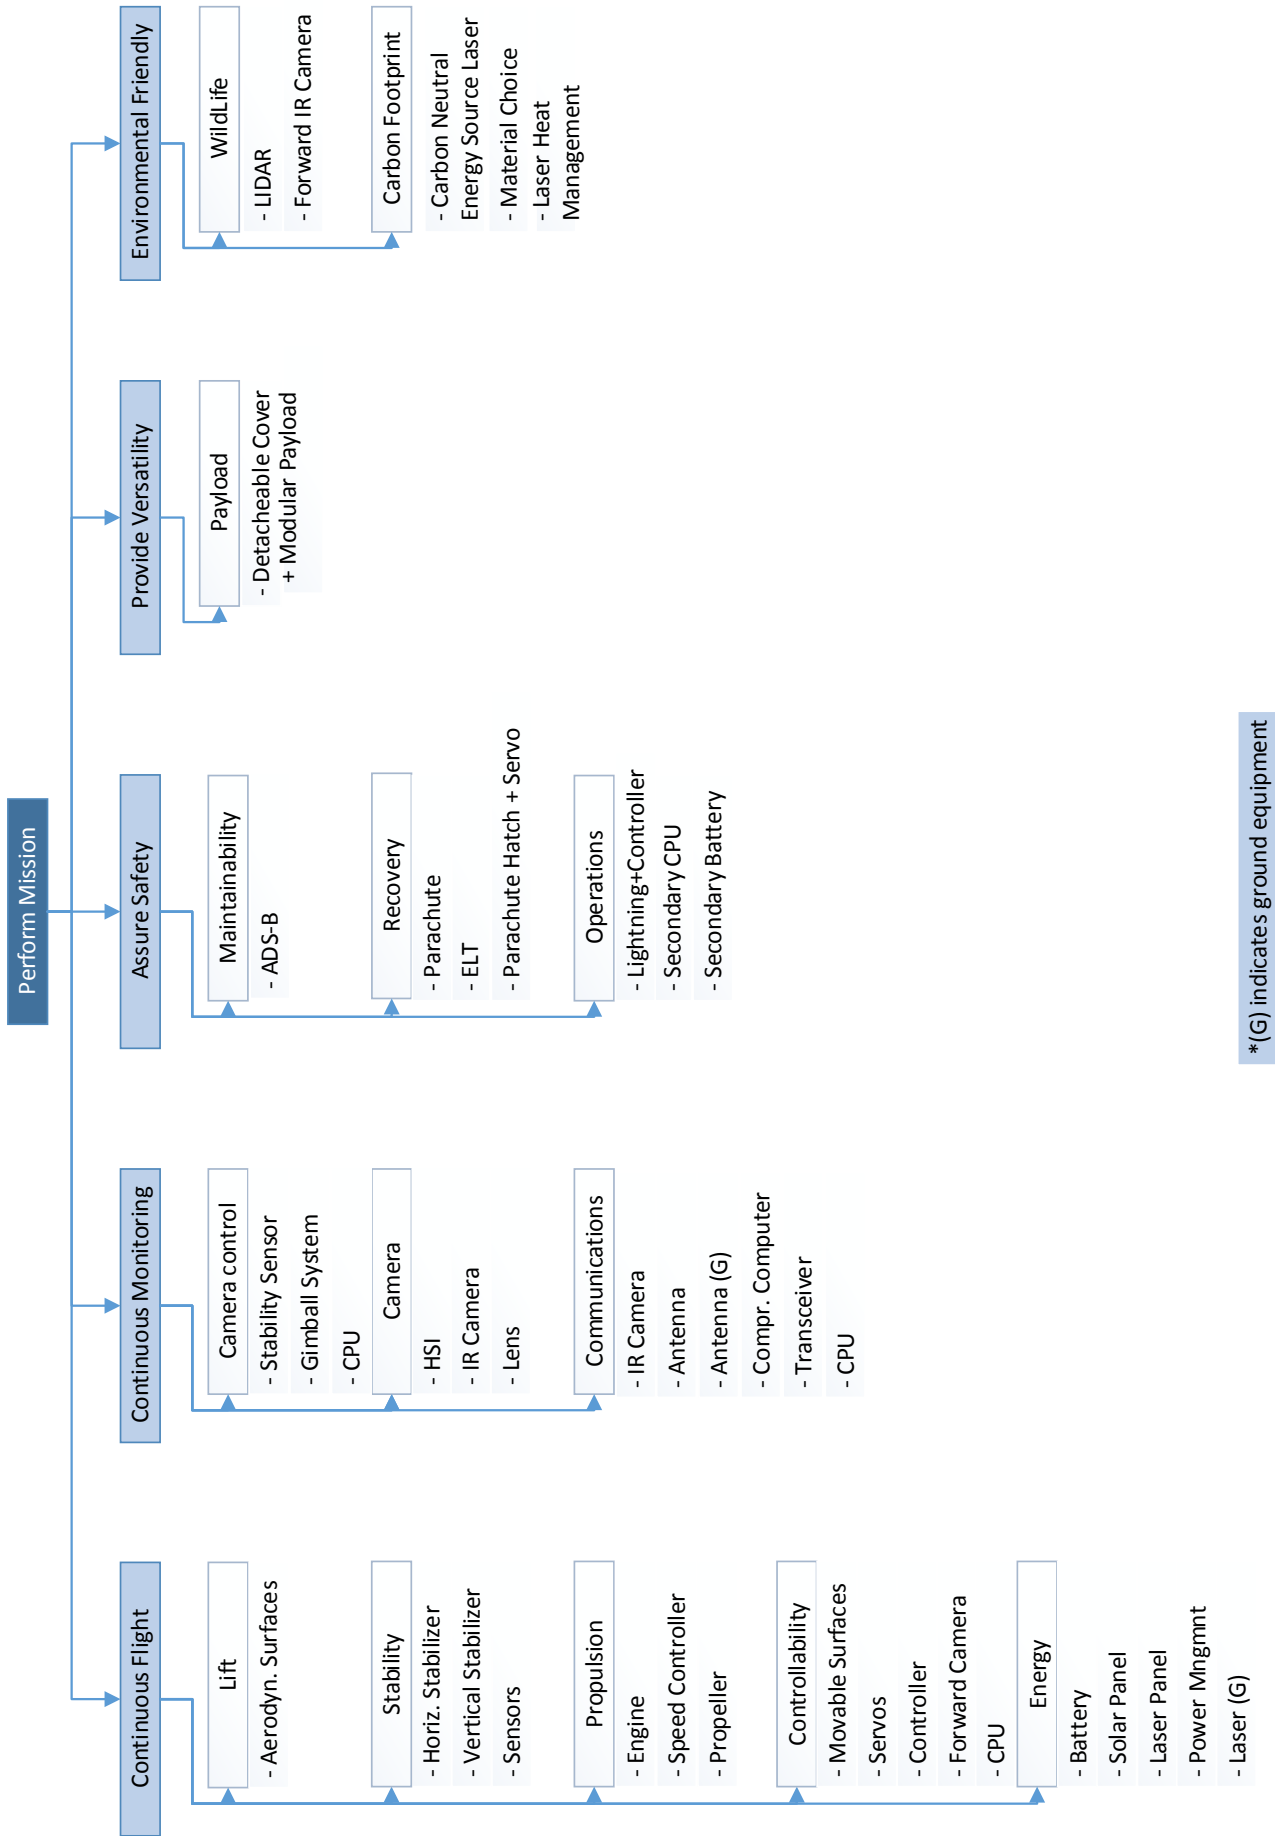 Perform Mission
Continuous Flight
Lift
- Aerodyn. Surfaces
Stability
- Horiz. Stabilizer
- Vertical Stabilizer
- Sensors
Propulsion
- Engine
- Speed Controller
- Propeller
Controllability
- Movable Surfaces
- Servos
- Controller
- Forward Camera
- CPU
Energy
- Battery
- Solar Panel
- Laser Panel
- Power Mngmnt
- Laser (G)
Continuous Monitoring
Camera control
- Stability Sensor
- Gimball System
- CPU
Camera
- HSI
- IR Camera
- Lens
Communications
- IR Camera
- Antenna
- Antenna (G)
- Compr. Computer
- Transceiver
- CPU
Assure Safety
Maintainability
- ADS-B
Recovery
- Parachute
- ELT
- Parachute Hatch + Servo
Operations
- Lightning+Controller
- Secondary CPU
- Secondary Battery
Provide Versatility
Payload
- Detacheable Cover
+ Modular Payload
Environmental Friendly
WildLife
- LIDAR
- Forward IR Camera
Carbon Footprint
- Carbon Neutral
Energy Source Laser
- Material Choice
- Laser Heat
Management
*(G) indicates ground equipment